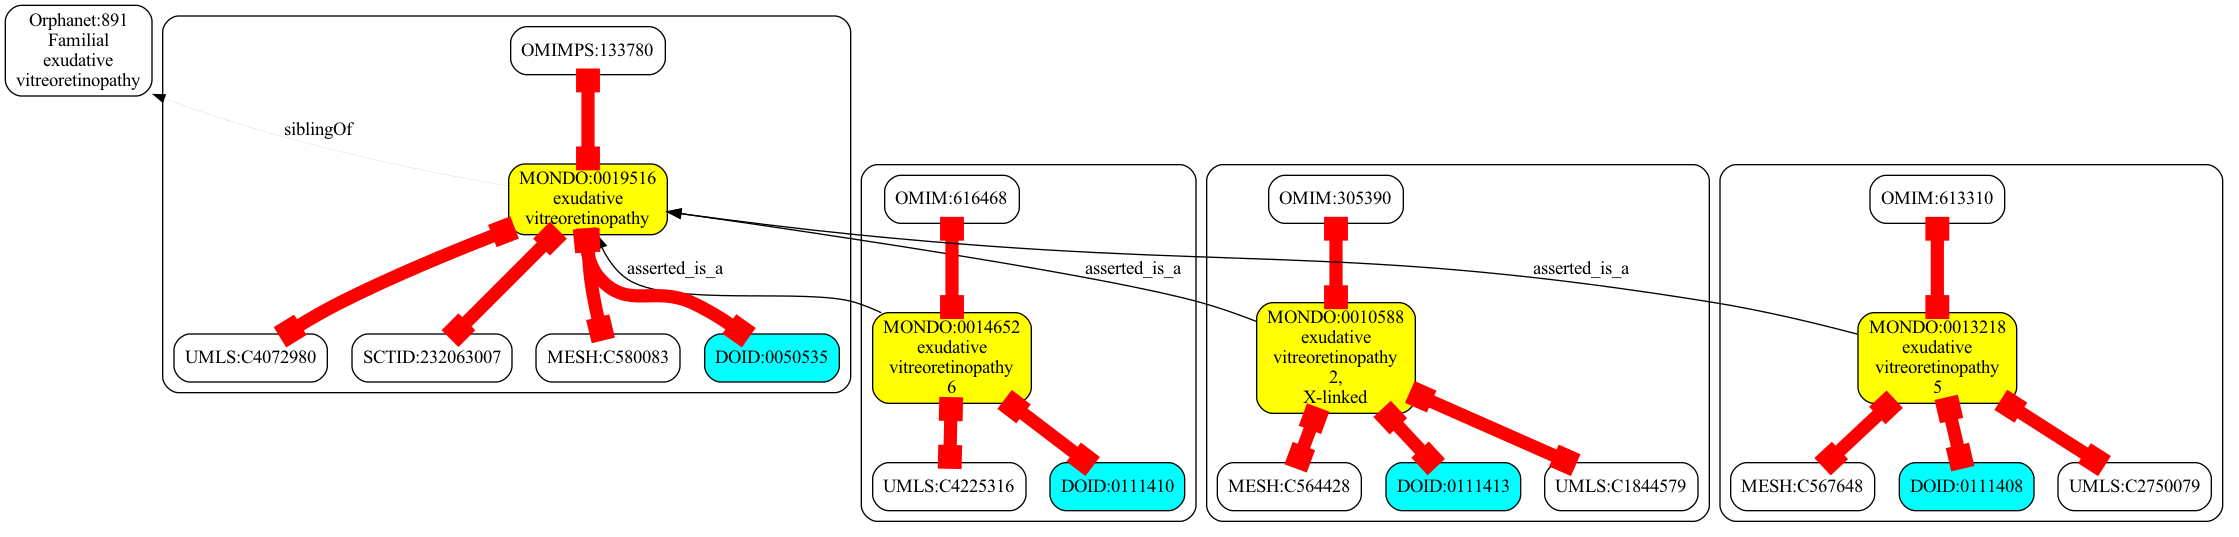 Orphanet:891
Familial
exudative
vitreoretinopathy
OMIMPS:133780
siblingOf
MONDO:0019516
exudative
vitreoretinopathy
asserted_is_a
UMLS:C4072980
SCTID:232063007
MESH:C580083
DOID:0050535
OMIM:616468
MONDO:0014652
exudative
vitreoretinopathy
6
UMLS:C4225316
DOID:0111410
OMIM:305390
asserted_is_a
MONDO:0010588
exudative
vitreoretinopathy
2,
X-linked
MESH:C564428
DOID:0111413
UMLS:C1844579
OMIM:613310
asserted_is_a
MONDO:0013218
exudative
vitreoretinopathy
5
MESH:C567648
DOID:0111408
UMLS:C2750079